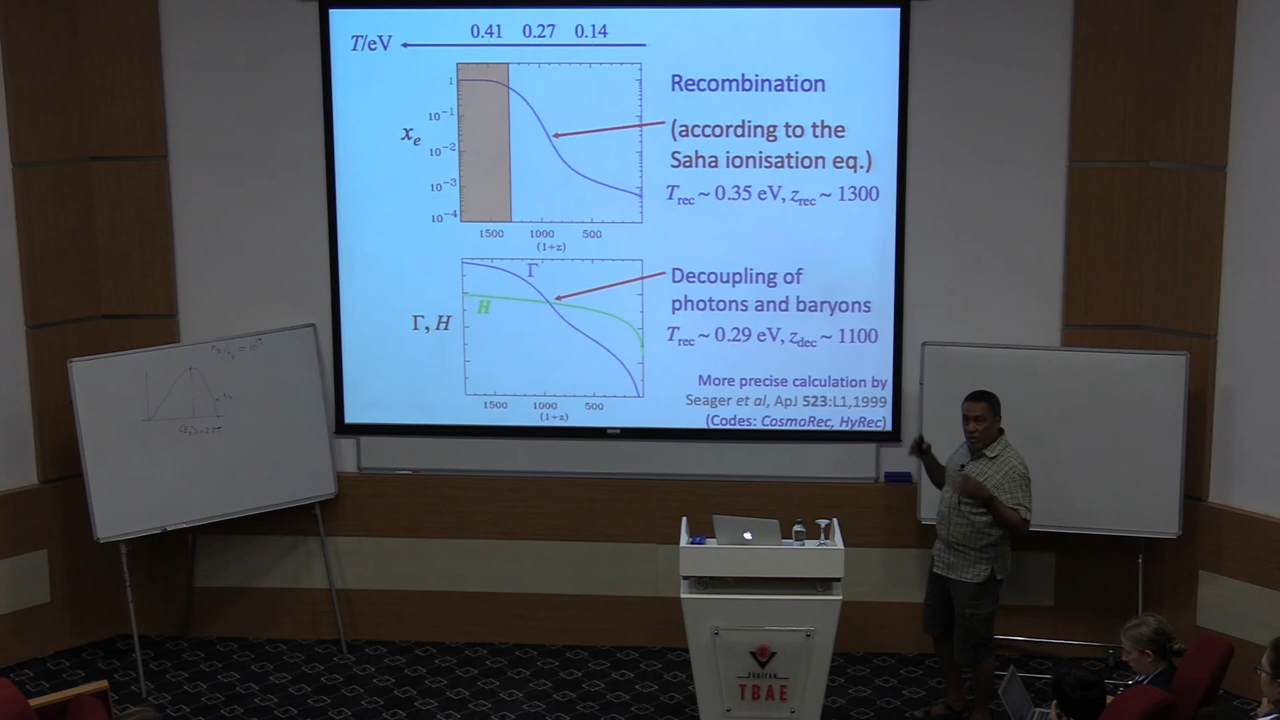 T/eV
0.41 0.27 0.14
1
10⁻¹
10⁻²
10⁻³
10⁻⁴
xₑ
1500 1000 500
(1+z)
Recombination
(according to the
Saha ionisation eq.)
T_rec ~ 0.35 eV, z_rec ~ 1300
Γ
H
Γ, H
1500 1000 500
(1+z)
Decoupling of
photons and baryons
T_rec ~ 0.29 eV, z_dec ~ 1100
More precise calculation by
Seager et al, ApJ 523:L1,1999
(Codes: CosmoRec, HyRec)
TÜBİTAK
TBAE